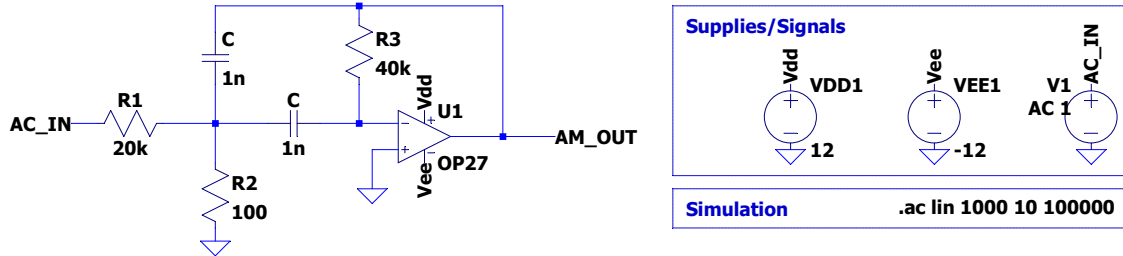 C
1n
R3
40k
R1
AC_IN
20k
C
1n
Vdd
U1
AM_OUT
OP27
Vee
R2
100
Supplies/Signals
Vdd
VDD1
12
Vee
VEE1
-12
AC_IN
V1
AC 1
Simulation
.ac lin 1000 10 100000